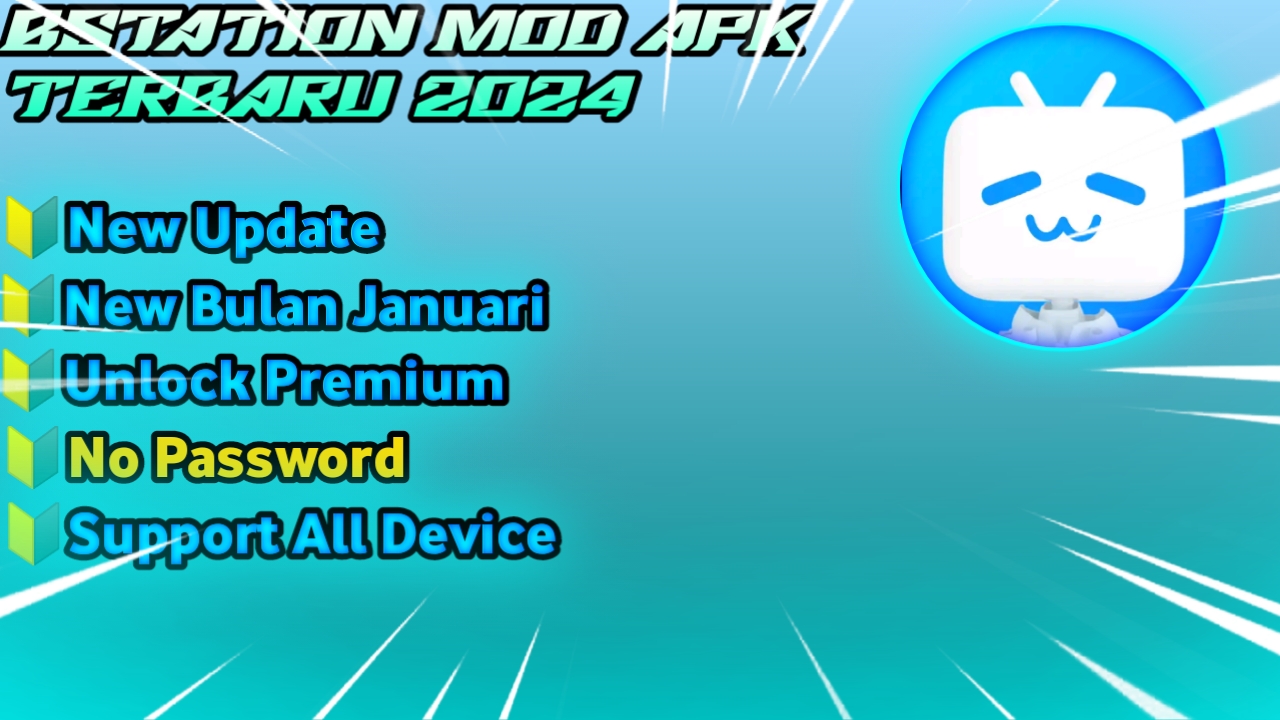 BSTATION MOD APK
TERBARU 2024
New Update
New Bulan Januari
Unlock Premium
No Password
Support All Device